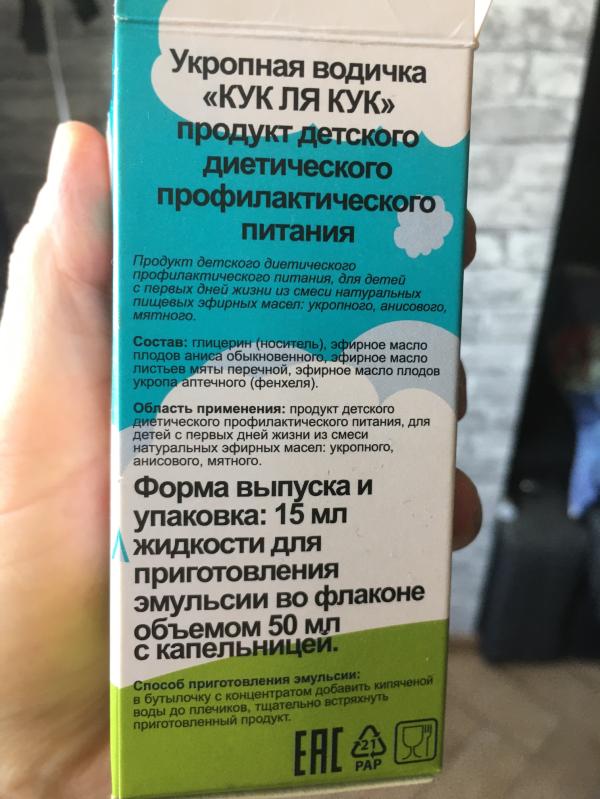 Укропная водичка
«КУК ЛЯ КУК»
продукт детского
диетического
профилактического
питания
Продукт детского диетического
профилактического питания, для детей
с первых дней жизни из смеси натуральных
пищевых эфирных масел: укропного, анисового,
мятного.
Состав: глицерин (носитель), эфирное масло
плодов аниса обыкновенного, эфирное масло
листьев мяты перечной, эфирное масло плодов
укропа аптечного (фенхеля).
Область применения: продукт детского
диетического профилактического питания, для
детей с первых дней жизни из смеси
натуральных эфирных масел: укропного,
анисового, мятного.
Форма выпуска и
упаковка: 15 мл
жидкости для
приготовления
эмульсии во флаконе
объемом 50 мл
с капельницей.
Способ приготовления эмульсии:
в бутылочку с концентратом добавить кипяченой
воды до плечиков, тщательно встряхнуть
приготовленный продукт.
EAC
21
PAP